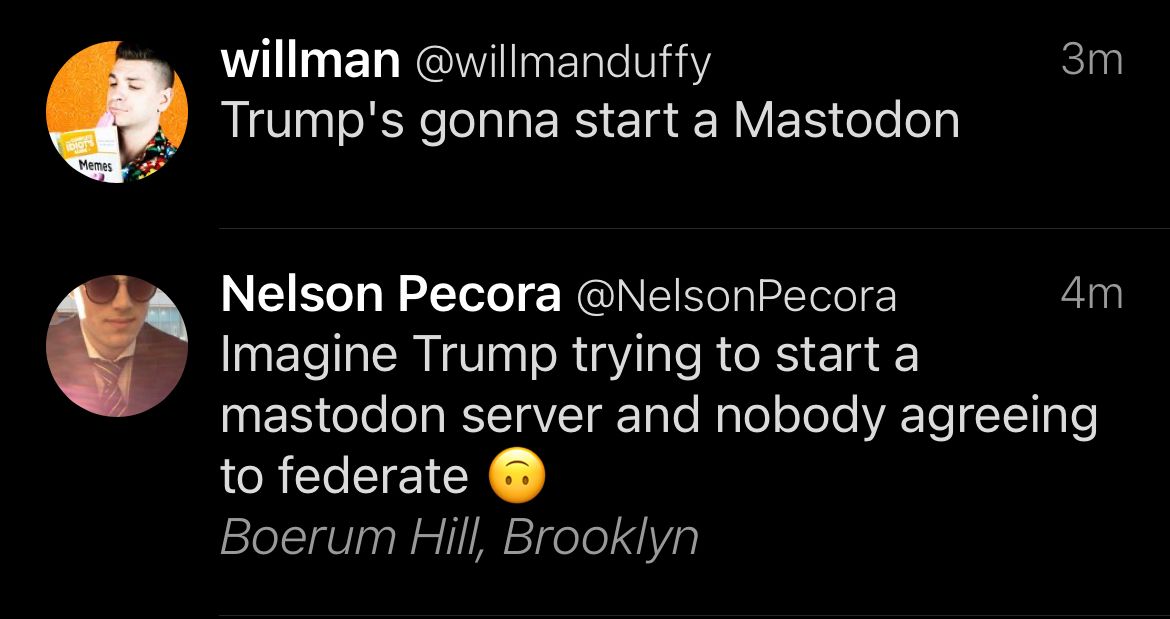 willman @willmanduffy 3m
Trump's gonna start a Mastodon
IDIOT'S
Memes
Nelson Pecora @NelsonPecora 4m
Imagine Trump trying to start a
mastodon server and nobody agreeing
to federate 🙃
Boerum Hill, Brooklyn